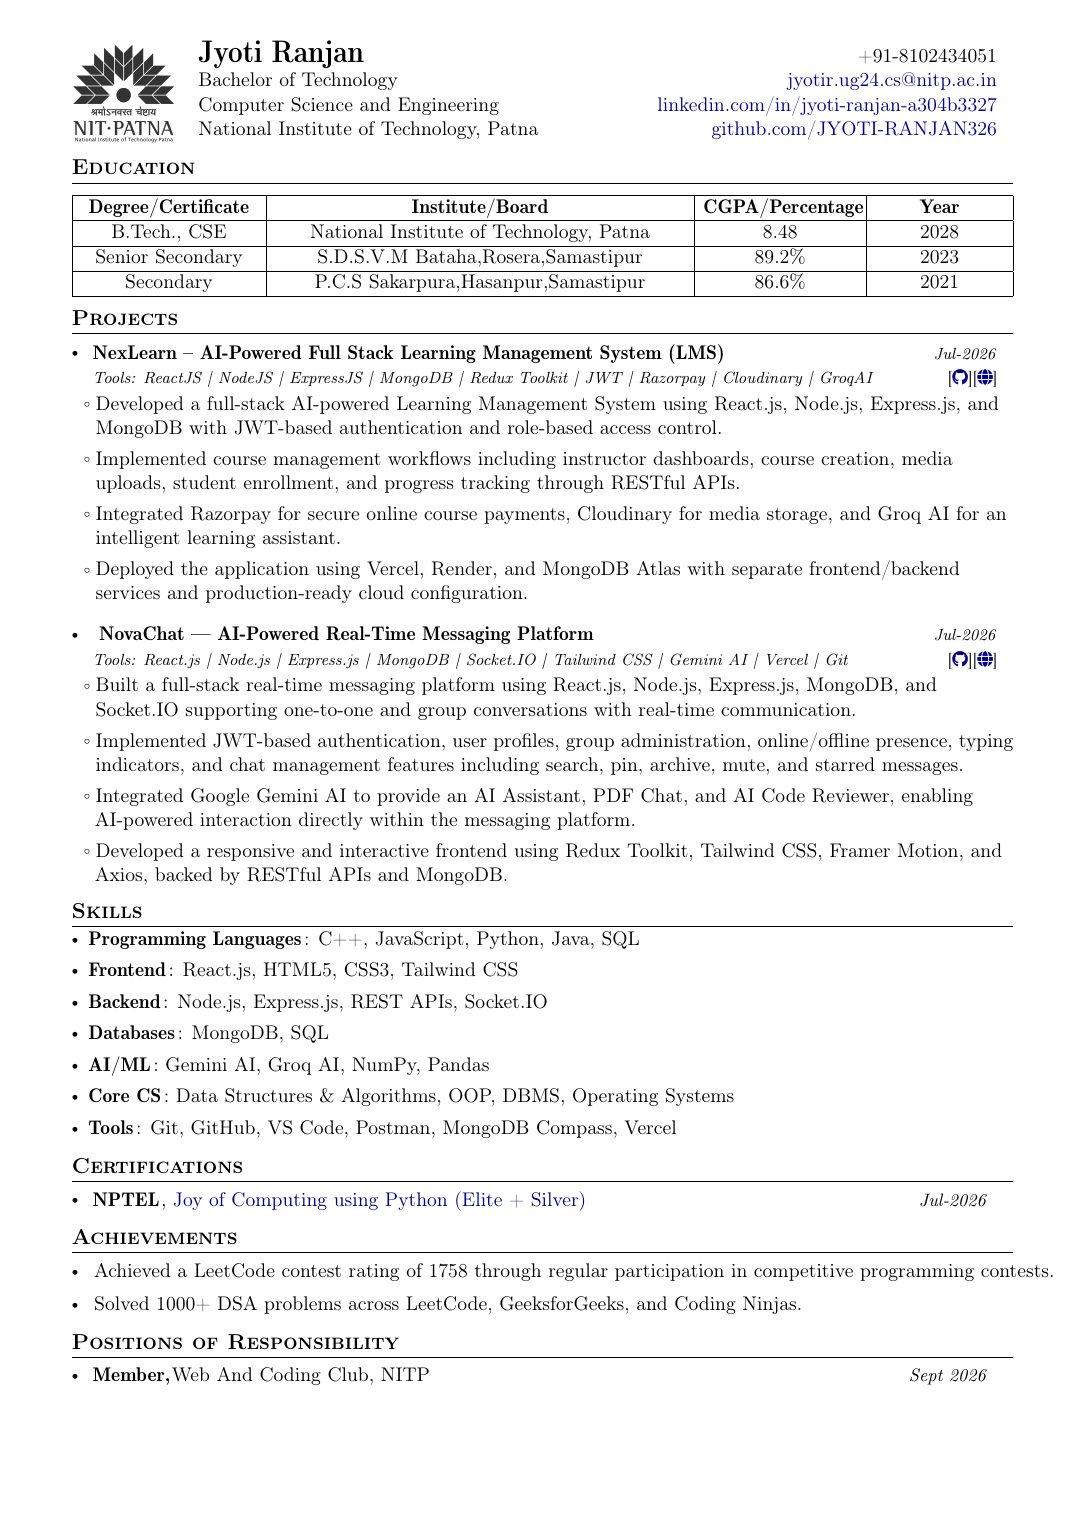 Jyoti Ranjan
Bachelor of Technology
Computer Science and Engineering
National Institute of Technology, Patna
+91-8102434051
jyotir.ug24.cs@nitp.ac.in
linkedin.com/in/jyoti-ranjan-a304b3327
github.com/JYOTI-RANJAN326
श्रमोऽनवरत चेष्टाय
NIT·PATNA
National Institute of Technology Patna
Education
Degree/Certificate Institute/Board CGPA/Percentage Year
B.Tech., CSE National Institute of Technology, Patna 8.48 2028
Senior Secondary S.D.S.V.M Bataha,Rosera,Samastipur 89.2% 2023
Secondary P.C.S Sakarpura,Hasanpur,Samastipur 86.6% 2021
Projects
• NexLearn – AI-Powered Full Stack Learning Management System (LMS) Jul-2026
Tools: ReactJS | NodeJS | ExpressJS | MongoDB | Redux Toolkit | JWT | Razorpay | Cloudinary | GroqAI [][]
◦ Developed a full-stack AI-powered Learning Management System using React.js, Node.js, Express.js, and
MongoDB with JWT-based authentication and role-based access control.
◦ Implemented course management workflows including instructor dashboards, course creation, media
uploads, student enrollment, and progress tracking through RESTful APIs.
◦ Integrated Razorpay for secure online course payments, Cloudinary for media storage, and Groq AI for an
intelligent learning assistant.
◦ Deployed the application using Vercel, Render, and MongoDB Atlas with separate frontend/backend
services and production-ready cloud configuration.
• NovaChat — AI-Powered Real-Time Messaging Platform Jul-2026
Tools: React.js | Node.js | Express.js | MongoDB | Socket.IO | Tailwind CSS | Gemini AI | Vercel | Git [][]
◦ Built a full-stack real-time messaging platform using React.js, Node.js, Express.js, MongoDB, and
Socket.IO supporting one-to-one and group conversations with real-time communication.
◦ Implemented JWT-based authentication, user profiles, group administration, online/offline presence, typing
indicators, and chat management features including search, pin, archive, mute, and starred messages.
◦ Integrated Google Gemini AI to provide an AI Assistant, PDF Chat, and AI Code Reviewer, enabling
AI-powered interaction directly within the messaging platform.
◦ Developed a responsive and interactive frontend using Redux Toolkit, Tailwind CSS, Framer Motion, and
Axios, backed by RESTful APIs and MongoDB.
Skills
• Programming Languages: C++, JavaScript, Python, Java, SQL
• Frontend: React.js, HTML5, CSS3, Tailwind CSS
• Backend: Node.js, Express.js, REST APIs, Socket.IO
• Databases: MongoDB, SQL
• AI/ML: Gemini AI, Groq AI, NumPy, Pandas
• Core CS: Data Structures & Algorithms, OOP, DBMS, Operating Systems
• Tools: Git, GitHub, VS Code, Postman, MongoDB Compass, Vercel
Certifications
• NPTEL, Joy of Computing using Python (Elite + Silver) Jul-2026
Achievements
• Achieved a LeetCode contest rating of 1758 through regular participation in competitive programming contests.
• Solved 1000+ DSA problems across LeetCode, GeeksforGeeks, and Coding Ninjas.
Positions of Responsibility
• Member,Web And Coding Club, NITP Sept 2026